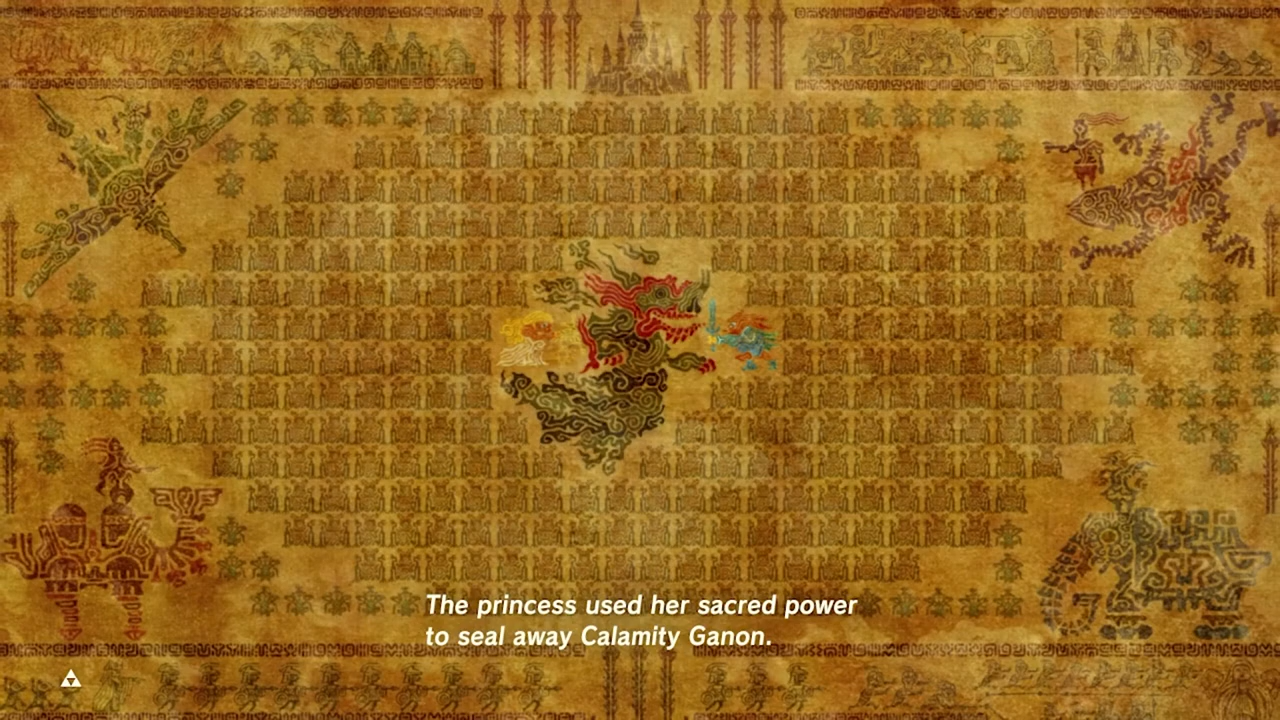 The princess used her sacred power
to seal away Calamity Ganon.